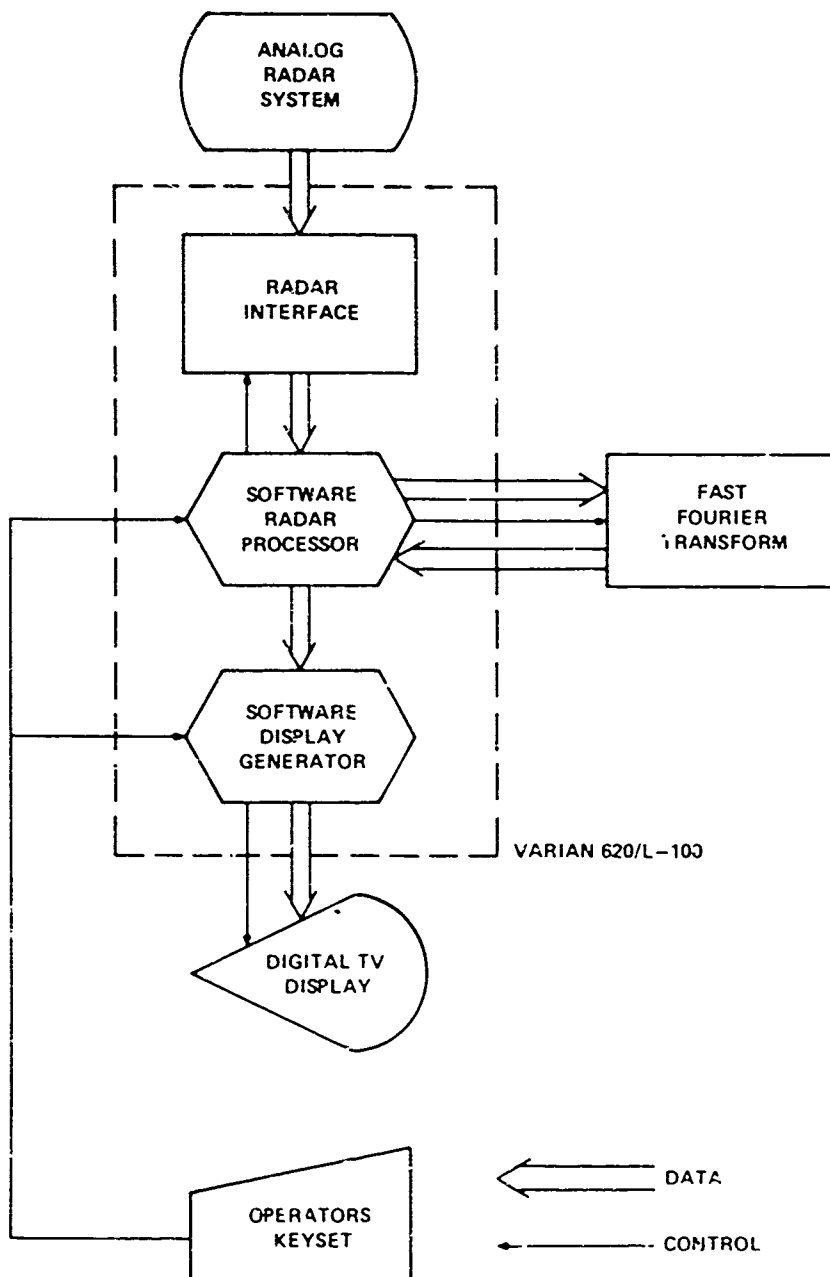 ANALOG
RADAR
SYSTEM
RADAR
INTERFACE
SOFTWARE
RADAR
PROCESSOR
FAST
FOURIER
TRANSFORM
SOFTWARE
DISPLAY
GENERATOR
VARIAN 620/L-100
DIGITAL TV
DISPLAY
OPERATORS
KEYSET
DATA
CONTROL